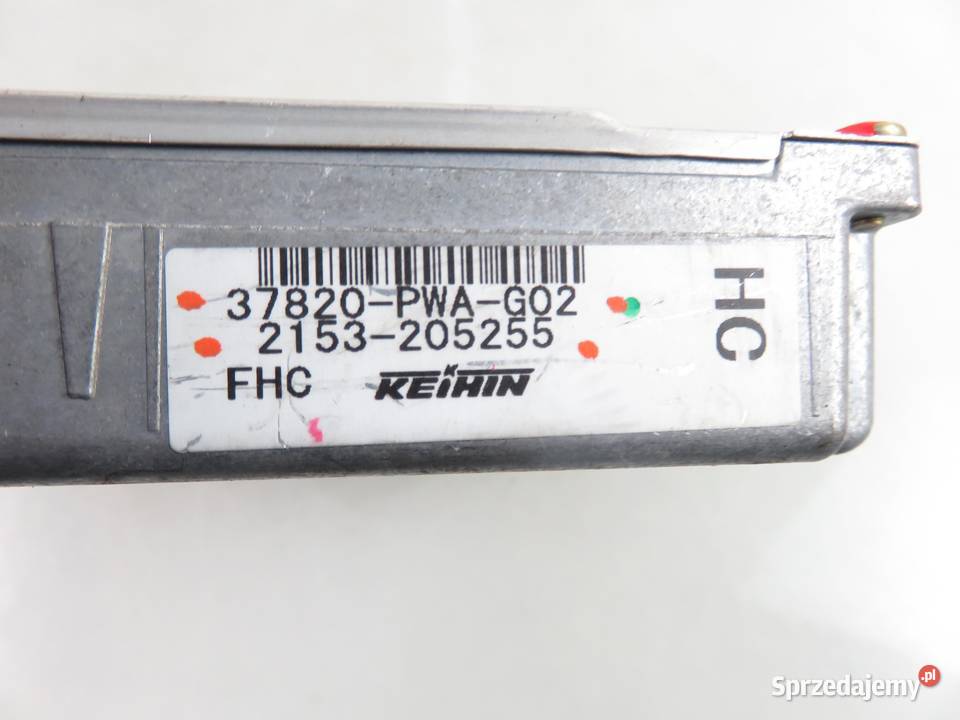 37820-PWA-G02
2153-205255
FHC KEIHIN
HC
Sprzedajemy.pl